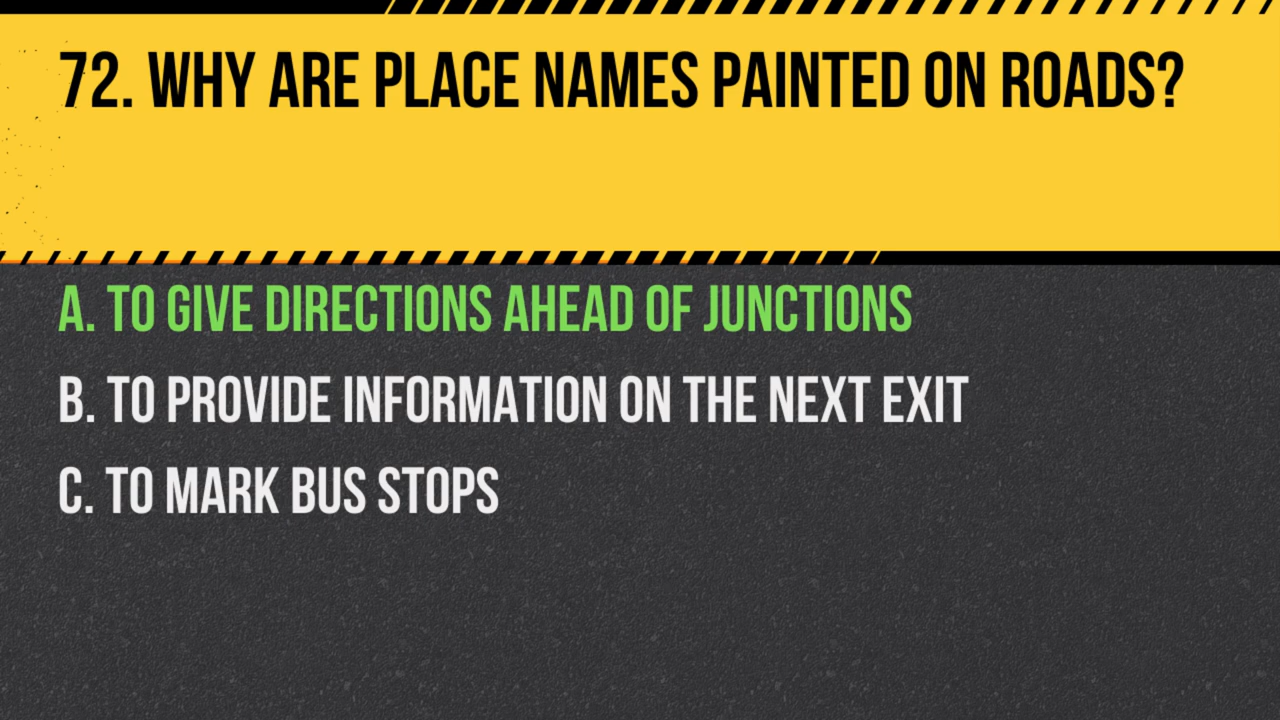 72. WHY ARE PLACE NAMES PAINTED ON ROADS?
A. TO GIVE DIRECTIONS AHEAD OF JUNCTIONS
B. TO PROVIDE INFORMATION ON THE NEXT EXIT
C. TO MARK BUS STOPS